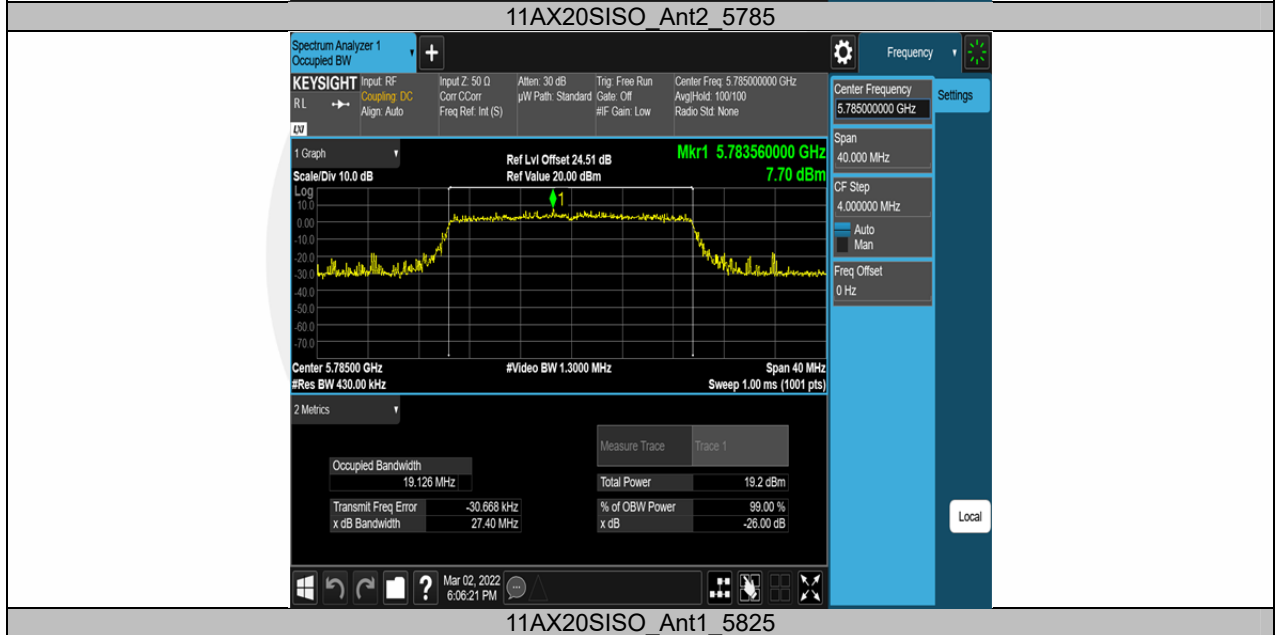 11AX20SISO_Ant2_5785
Spectrum Analyzer 1
Occupied BW
+
Frequency
KEYSIGHT
RL
LXI
Input: RF
Coupling: DC
Align: Auto
Input Z: 50 Ω
Corr CCorr
Freq Ref: Int (S)
Atten: 30 dB
µW Path: Standard
Trig: Free Run
Gate: Off
#IF Gain: Low
Center Freq: 5.785000000 GHz
Avg|Hold: 100/100
Radio Std: None
Center Frequency
5.785000000 GHz
Settings
Span
40.000 MHz
CF Step
4.000000 MHz
Auto
Man
Freq Offset
0 Hz
Local
1 Graph
Scale/Div 10.0 dB
Ref Lvl Offset 24.51 dB
Ref Value 20.00 dBm
Mkr1 5.783560000 GHz
7.70 dBm
Log
10.0
0.00
-10.0
-20.0
-30.0
-40.0
-50.0
-60.0
-70.0
1
Center 5.78500 GHz
#Video BW 1.3000 MHz
Span 40 MHz
#Res BW 430.00 kHz
Sweep 1.00 ms (1001 pts)
2 Metrics
Measure Trace Trace 1
Occupied Bandwidth
19.126 MHz
Total Power 19.2 dBm
Transmit Freq Error -30.668 kHz
% of OBW Power 99.00 %
x dB Bandwidth 27.40 MHz
x dB -26.00 dB
?
Mar 02, 2022
6:06:21 PM
11AX20SISO_Ant1_5825